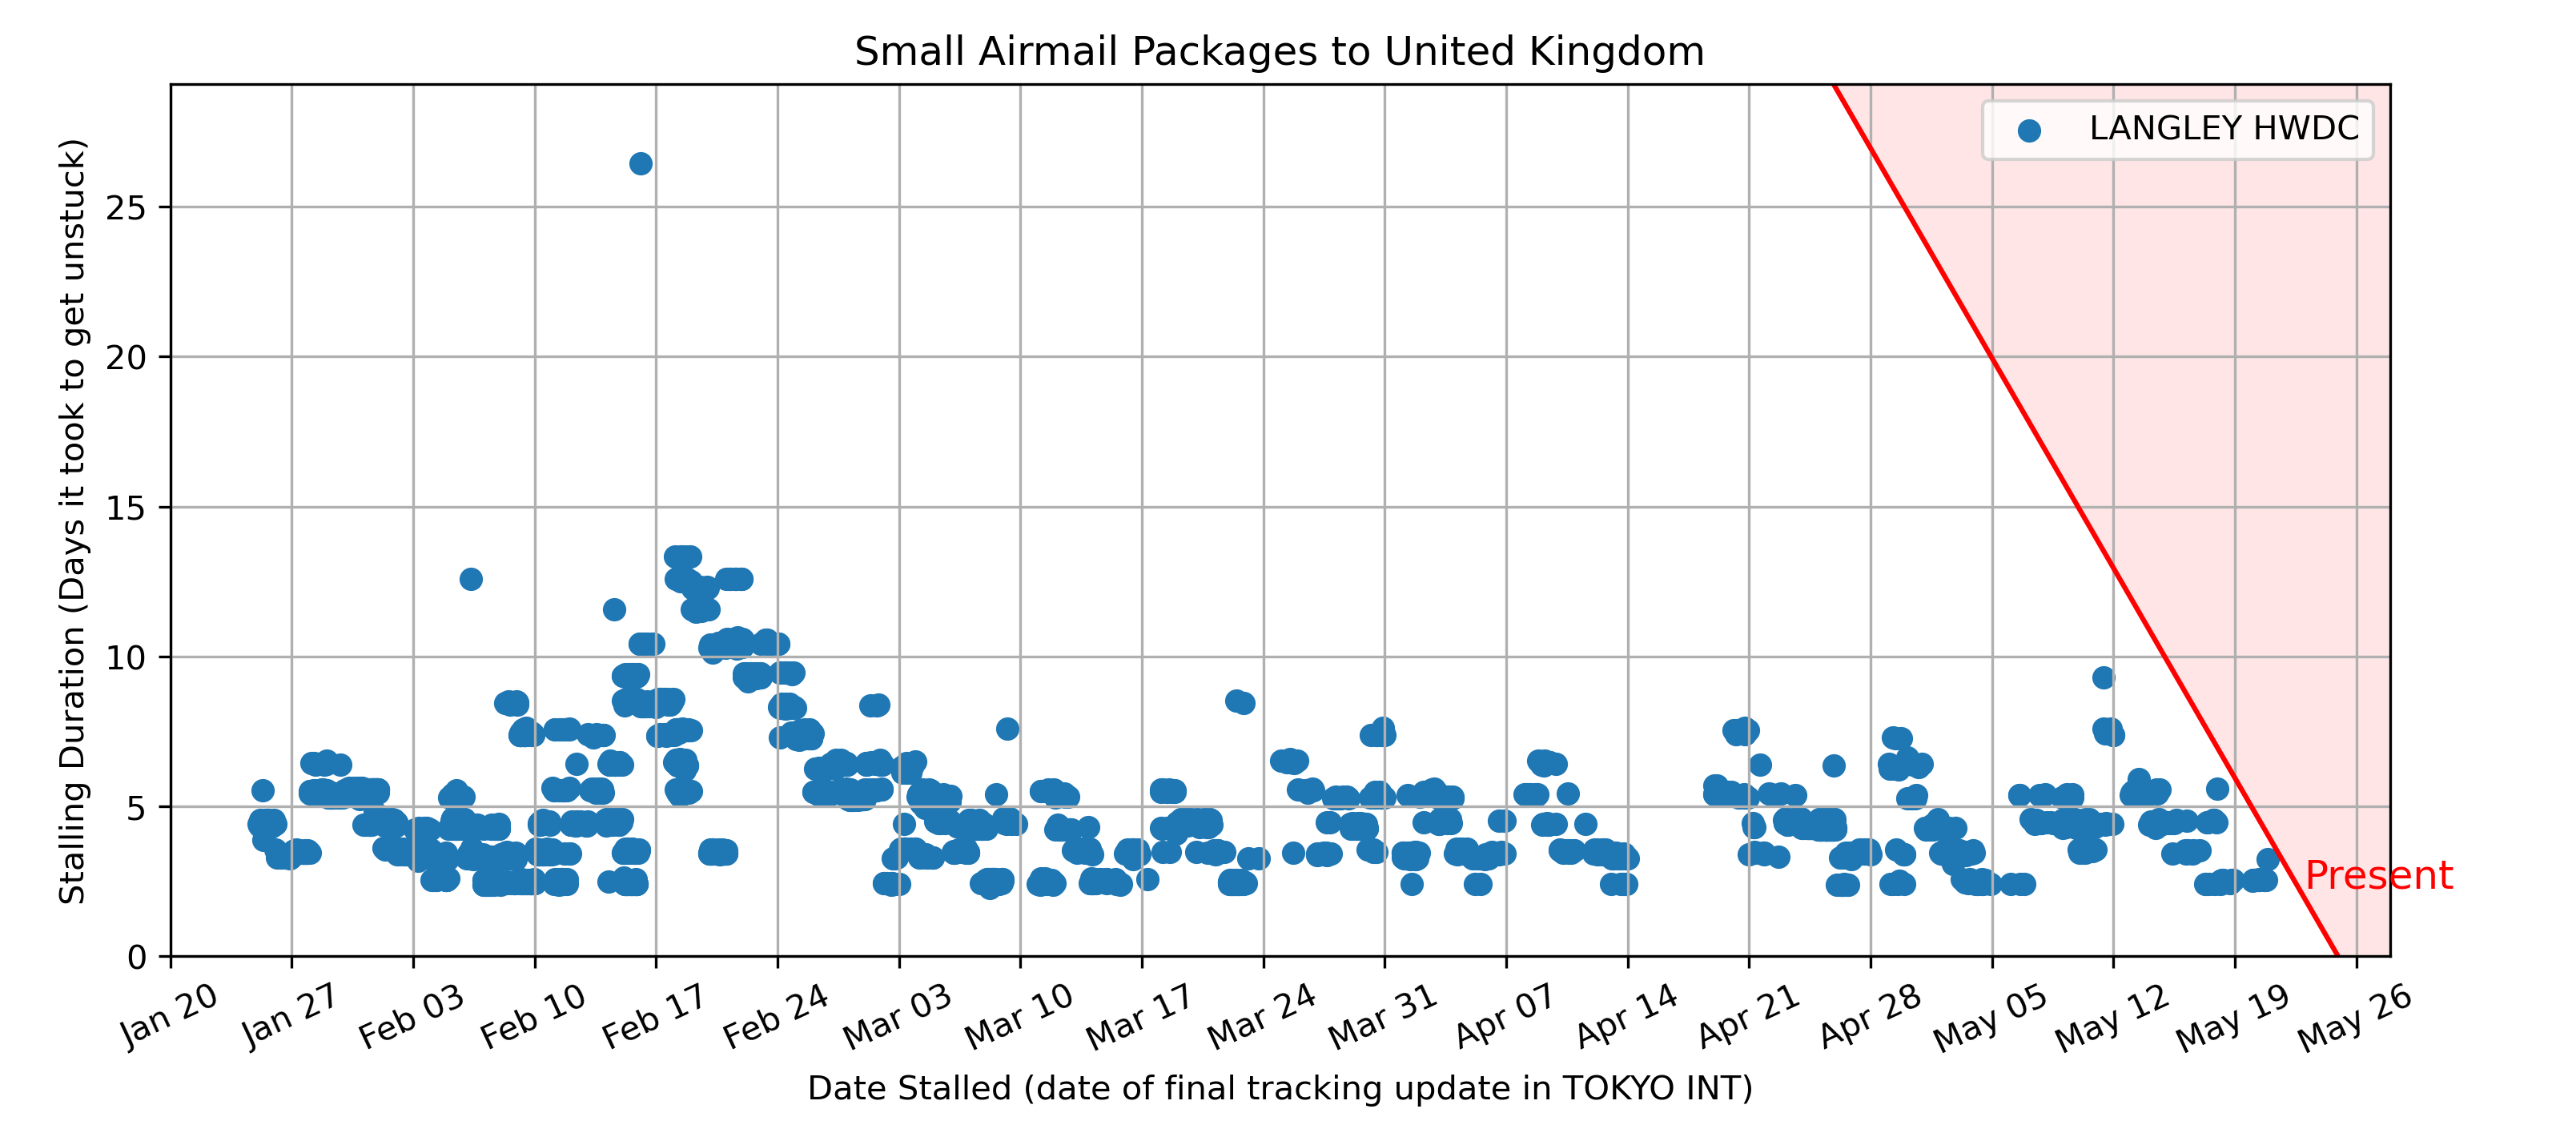 Small Airmail Packages to United Kingdom
LANGLEY HWDC
Stalling Duration (Days it took to get unstuck)
25
20
15
10
5
0
Present
Jan 20
Jan 27
Feb 03
Feb 10
Feb 17
Feb 24
Mar 03
Mar 10
Mar 17
Mar 24
Mar 31
Apr 07
Apr 14
Apr 21
Apr 28
May 05
May 12
May 19
May 26
Date Stalled (date of final tracking update in TOKYO INT)